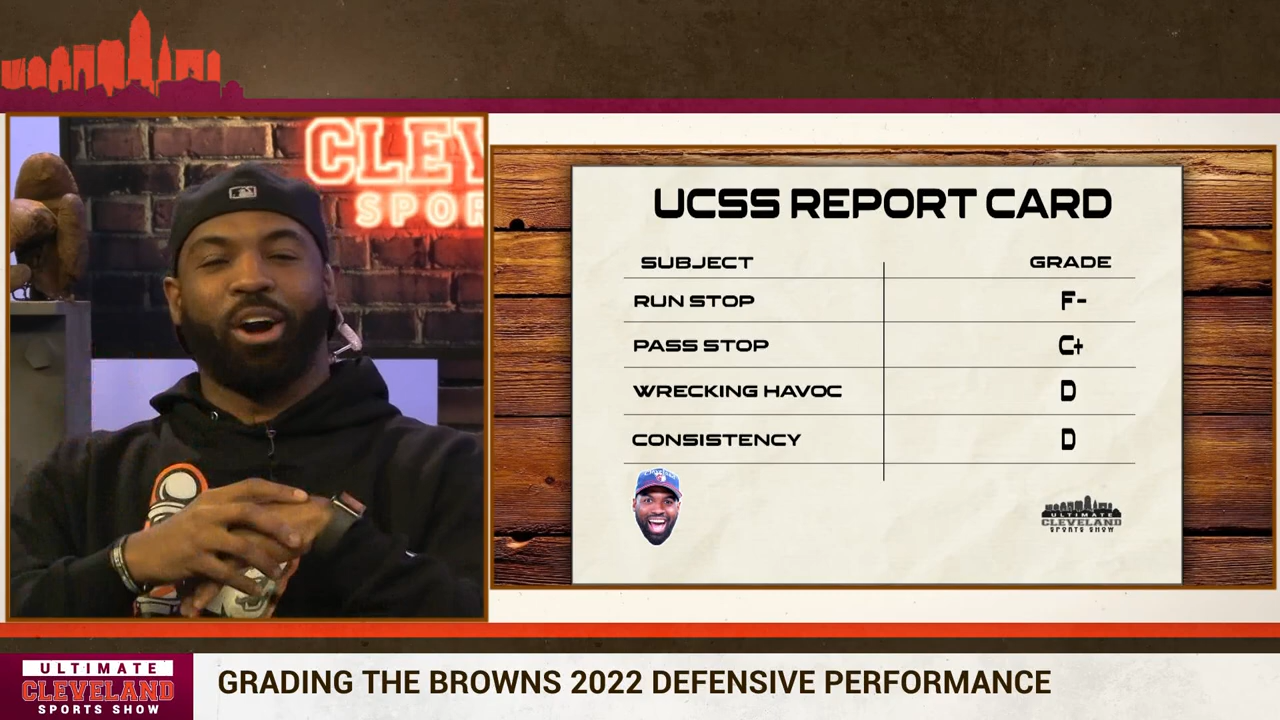 CLEV
SPOR
UCSS REPORT CARD
SUBJECT GRADE
RUN STOP F-
PASS STOP C+
WRECKING HAVOC D
CONSISTENCY D
ULTIMATE
CLEVELAND
SPORTS SHOW
ULTIMATE
CLEVELAND
SPORTS SHOW
GRADING THE BROWNS 2022 DEFENSIVE PERFORMANCE